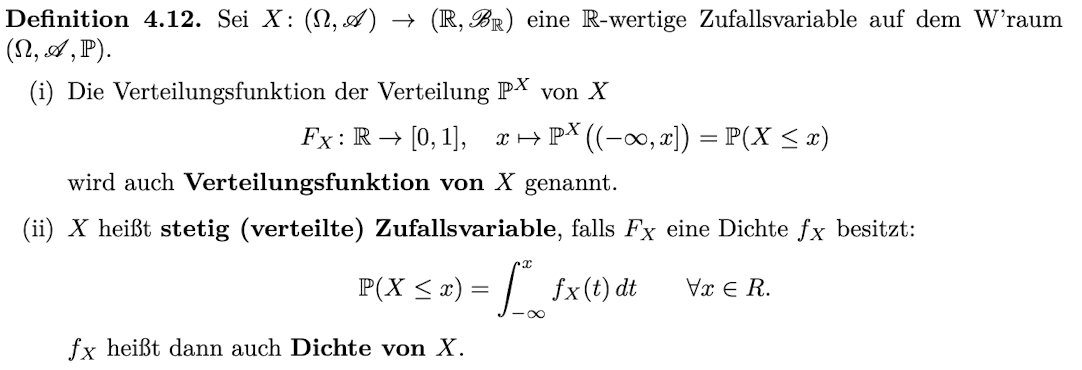 Definition 4.12. Sei X: (Ω, 𝒜) → (ℝ, ℬ_ℝ) eine ℝ-wertige Zufallsvariable auf dem W'raum
(Ω, 𝒜, ℙ).
(i) Die Verteilungsfunktion der Verteilung ℙ^X von X
F_X: ℝ → [0, 1], x ↦ ℙ^X((−∞, x]) = ℙ(X ≤ x)
wird auch Verteilungsfunktion von X genannt.
(ii) X heißt stetig (verteilte) Zufallsvariable, falls F_X eine Dichte f_X besitzt:
ℙ(X ≤ x) = ∫_{−∞}^{x} f_X(t) dt ∀x ∈ R.
f_X heißt dann auch Dichte von X.